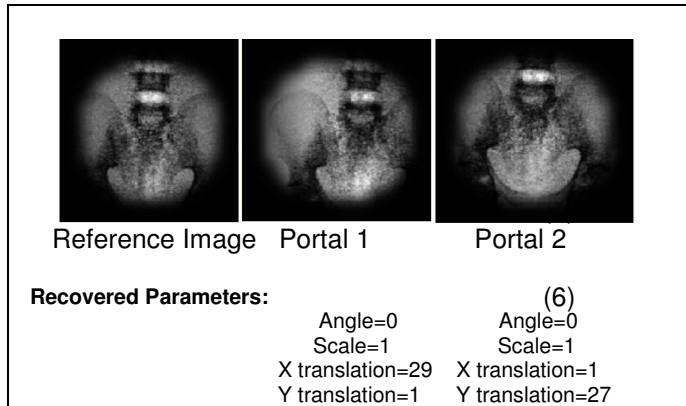 Reference Image Portal 1 Portal 2
Recovered Parameters: (6)
Angle=0 Angle=0
Scale=1 Scale=1
X translation=29 X translation=1
Y translation=1 Y translation=27